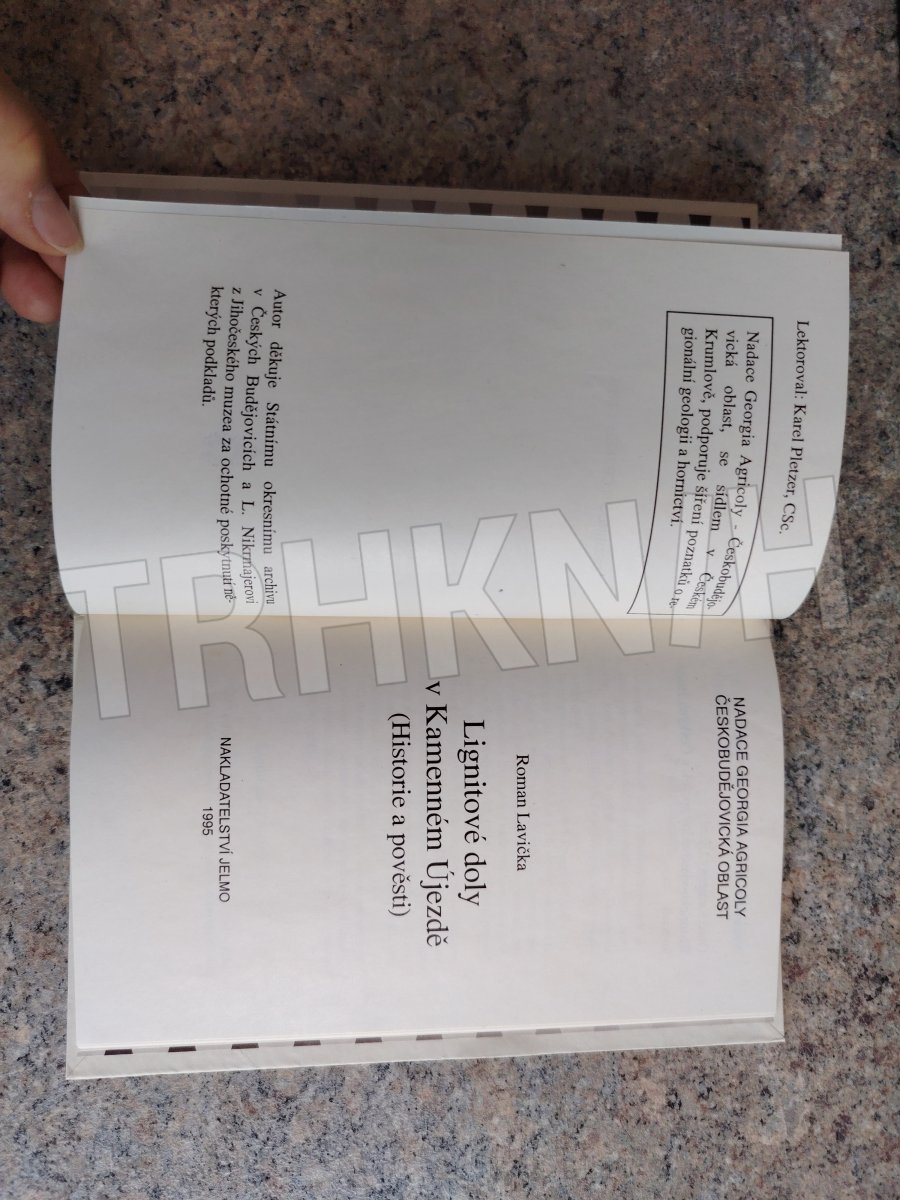 Lektoroval: Karel Pletzer, CSc.
Nadace Georgia Agricoly - Českobudějo-
vická oblast, se sídlem v Českém
Krumlově, podporuje šíření poznatků o re-
gionální geologii a hornictví.
Autor děkuje Státnímu okresnímu archivu
v Českých Budějovicích a L. Nikrmajerovi
z Jihočeského muzea za ochotné poskytnutí ně-
kterých podkladů.
NADACE GEORGIA AGRICOLY
ČESKOBUDĚJOVICKÁ OBLAST
Roman Lavička
Lignitové doly
v Kamenném Újezdě
(Historie a pověsti)
NAKLADATELSTVÍ JELMO
1995
TRHKNIH